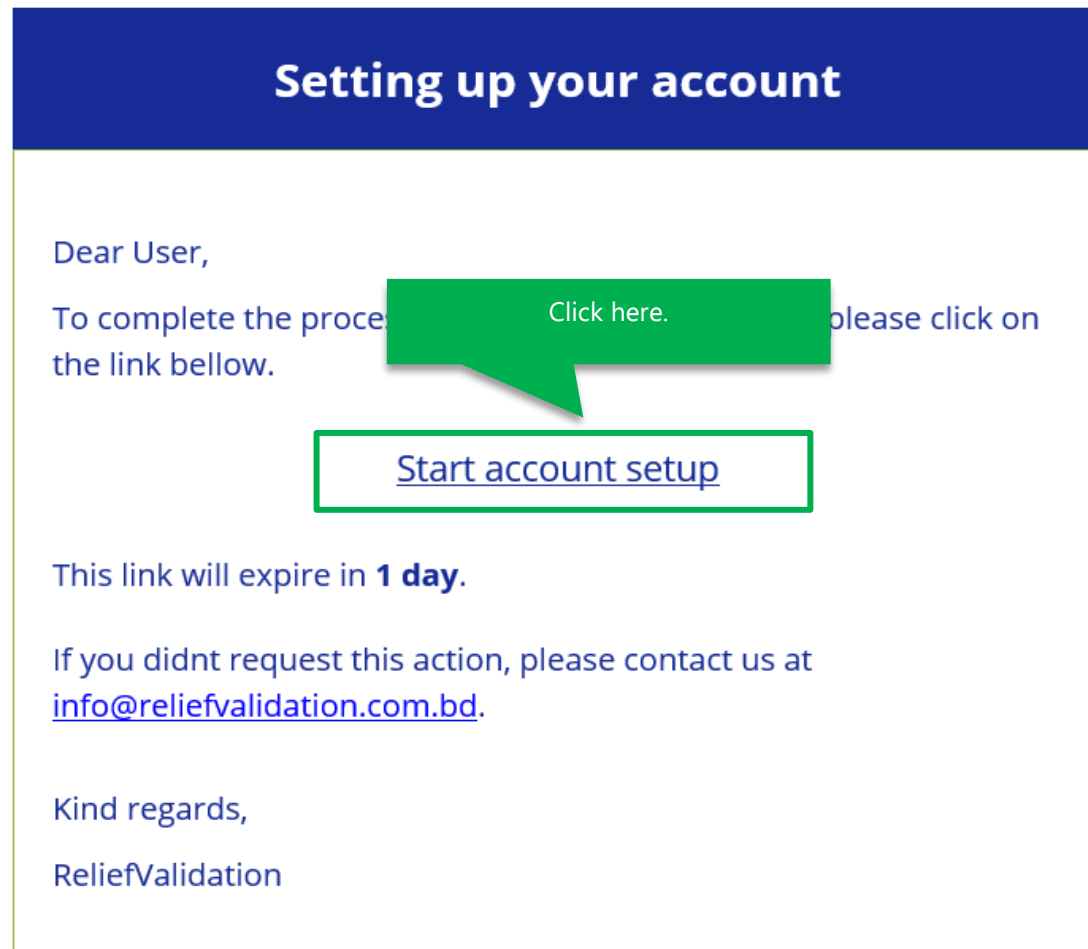 Setting up your account
Dear User,
To complete the
Click here.
please click on
the link bellow.
Start account setup
This link will expire in 1 day.
If you didnt request this action, please contact us at
info@reliefvalidation.com.bd.
Kind regards,
ReliefValidation